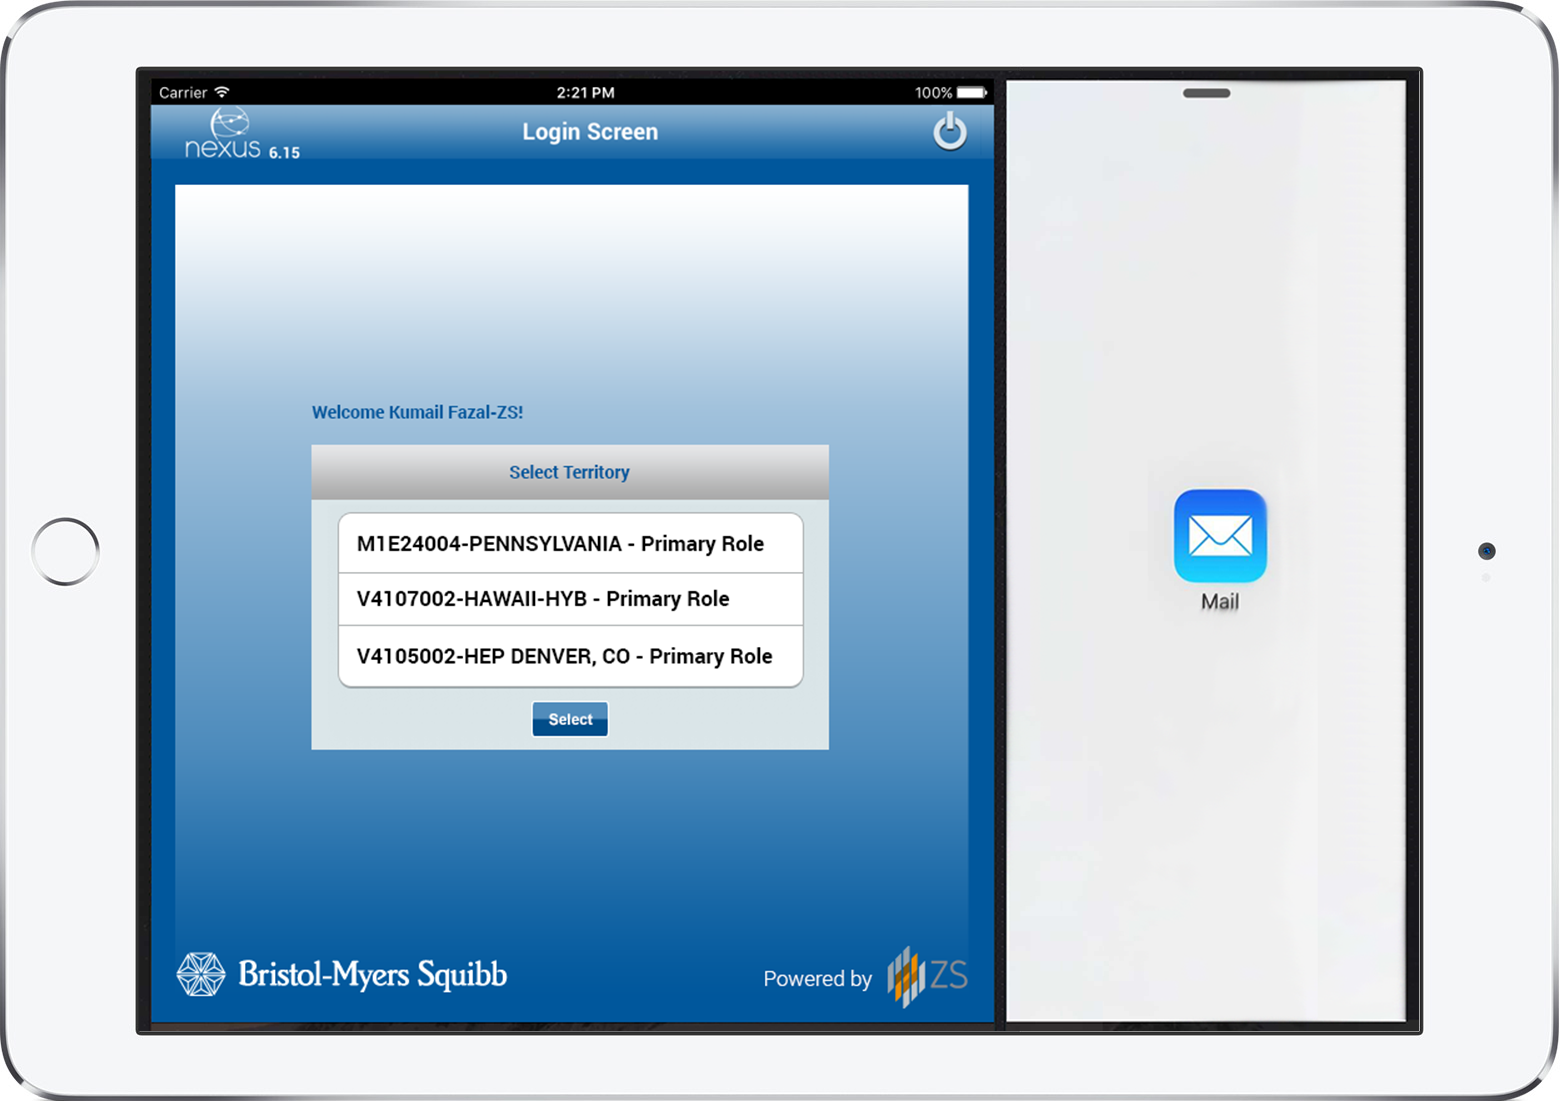 Carrier
2:21 PM
100%
nexus 6.15
Login Screen
Welcome Kumail Fazal-ZS!
Select Territory
M1E24004-PENNSYLVANIA - Primary Role
V4107002-HAWAII-HYB - Primary Role
V4105002-HEP DENVER, CO - Primary Role
Select
Bristol-Myers Squibb
Powered by ZS
Mail